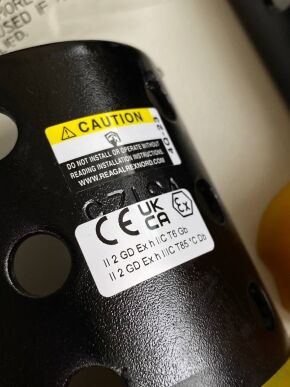 CAUTION
DO NOT INSTALL OR OPERATE WITHOUT
READING INSTALLATION INSTRUCTIONS
WWW.REAGALREXNORD.COM
CE UK CA Ex
II 2 GD Ex h IIC T6 Gb
II 2 GD Ex h IIC T85 °C Db